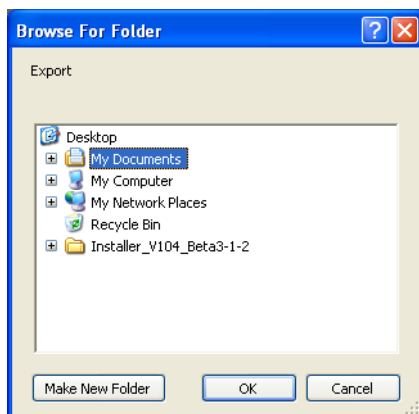 Browse For Folder
Export
Desktop
My Documents
My Computer
My Network Places
Recycle Bin
Installer_V104_Beta3-1-2
Make New Folder
OK
Cancel